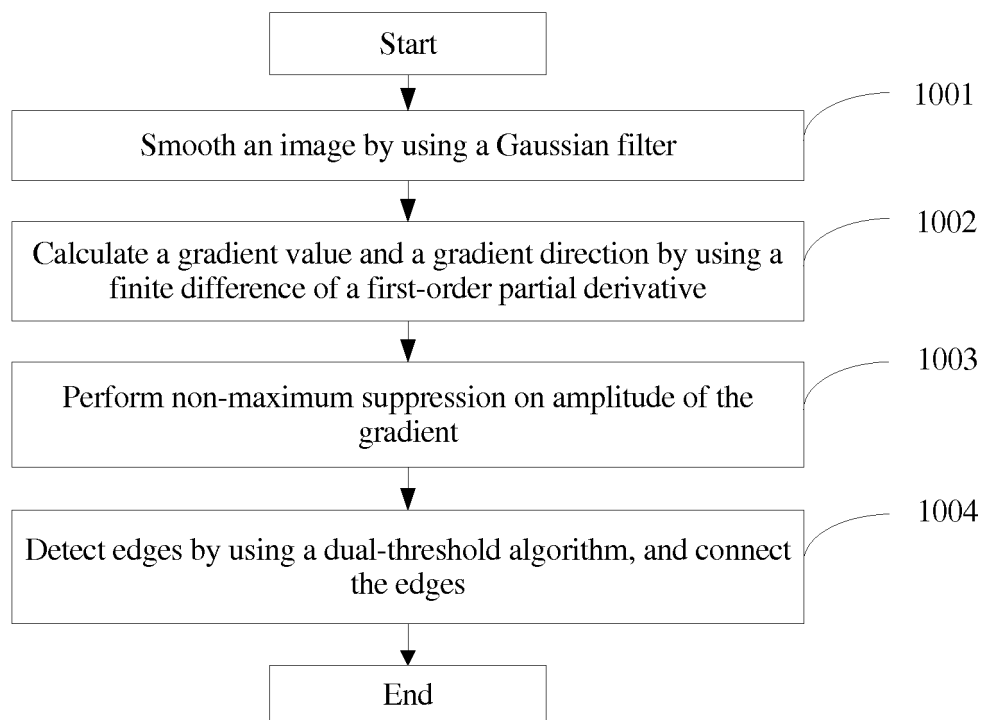 Start
1001
Smooth an image by using a Gaussian filter
1002
Calculate a gradient value and a gradient direction by using a
finite difference of a first-order partial derivative
1003
Perform non-maximum suppression on amplitude of the
gradient
1004
Detect edges by using a dual-threshold algorithm, and connect
the edges
End